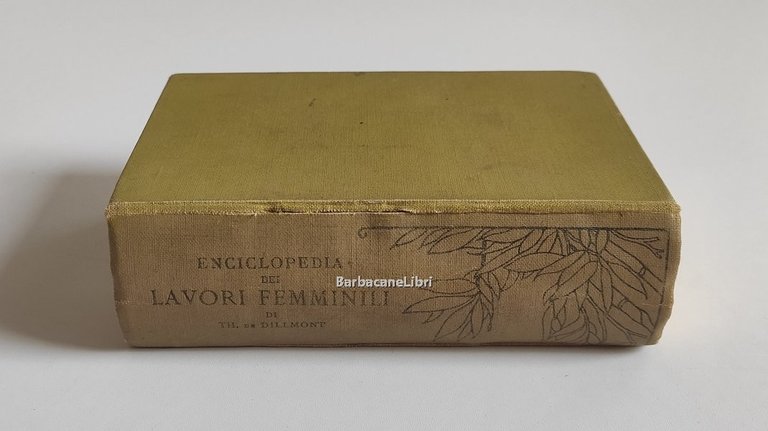 ENCICLOPEDIA
DEI
LAVORI FEMMINILI
DI
TH. DE DILLMONT
BarbacaneLibri